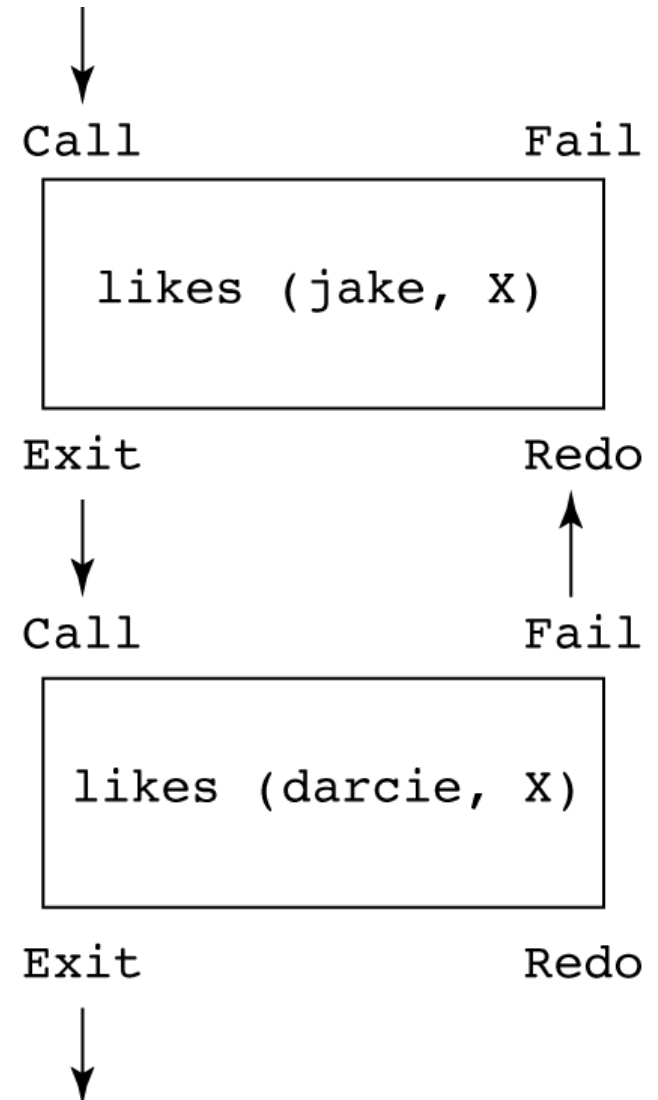 Call Fail
likes (jake, X)
Exit Redo
Call Fail
likes (darcie, X)
Exit Redo